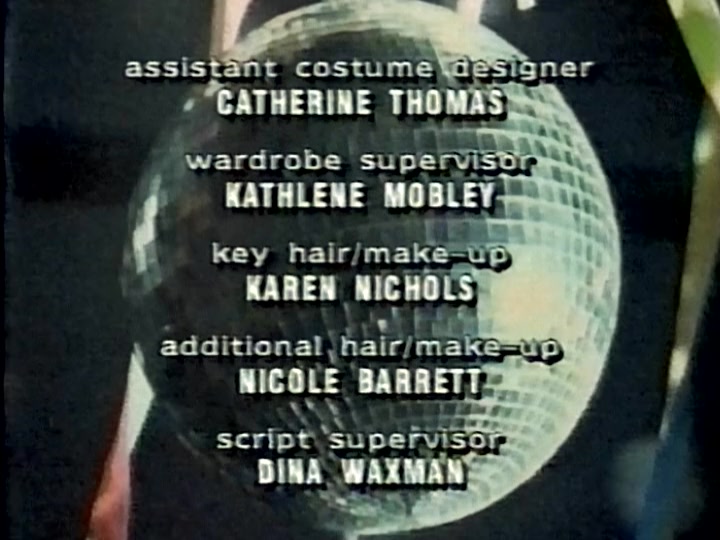 assistant costume designer
CATHERINE THOMAS
wardrobe supervisor
KATHLENE MOBLEY
key hair/make-up
KAREN NICHOLS
additional hair/make-up
NICOLE BARRETT
script supervisor
DINA WAXMAN